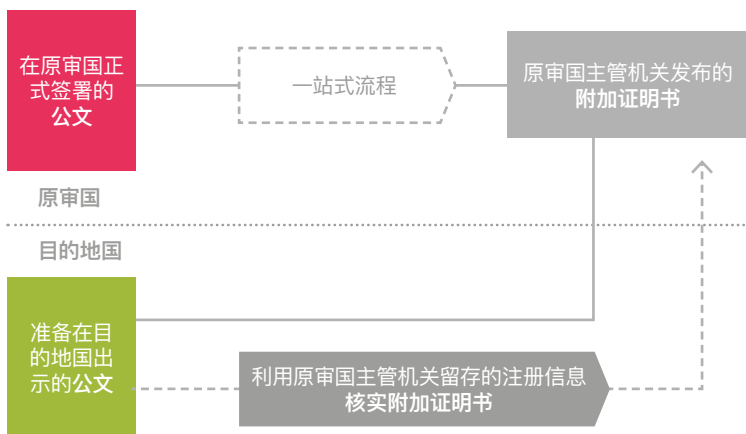 在原审国正
式签署的
公文
一站式流程
原审国主管机关发布的
附加证明书
原审国
目的地国
准备在目
的地国出
示的公文
利用原审国主管机关留存的注册信息
核实附加证明书